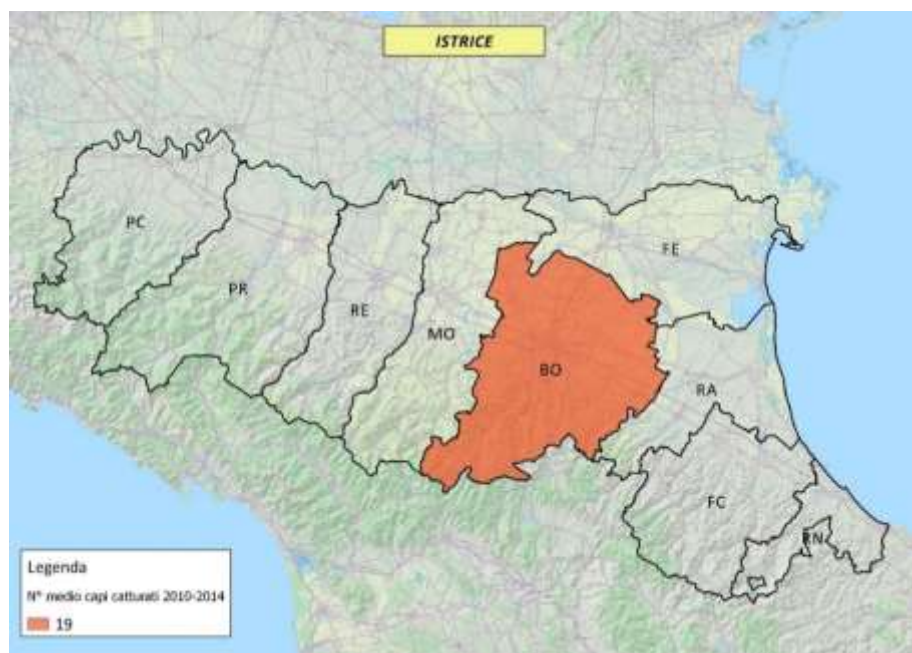 ISTRICE
PC
PR
RE
MO
FE
BO
RA
FC
RN
Legenda
N° medio capi catturati 2010-2014
19